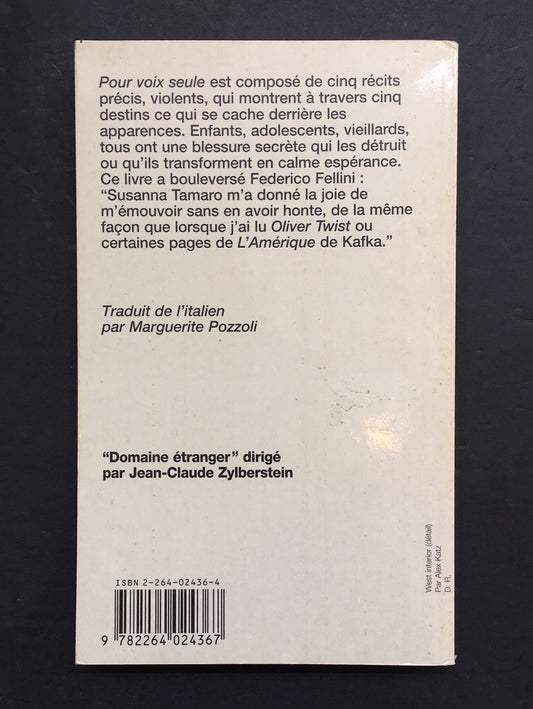 Pour voix seule est composé de cinq récits
précis, violents, qui montrent à travers cinq
destins ce qui se cache derrière les
apparences. Enfants, adolescents, vieillards,
tous ont une blessure secrète qui les détruit
ou qu'ils transforment en calme espérance.
Ce livre a bouleversé Federico Fellini :
“Susanna Tamaro m'a donné la joie de
m'émouvoir sans en avoir honte, de la même
façon que lorsque j'ai lu Oliver Twist ou
certaines pages de L'Amérique de Kafka.”
Traduit de l'italien
par Marguerite Pozzoli
“Domaine étranger” dirigé
par Jean-Claude Zylberstein
West interior (détail)
Par Alex Katz
D. R.
ISBN 2-264-02436-4
9 782264 024367